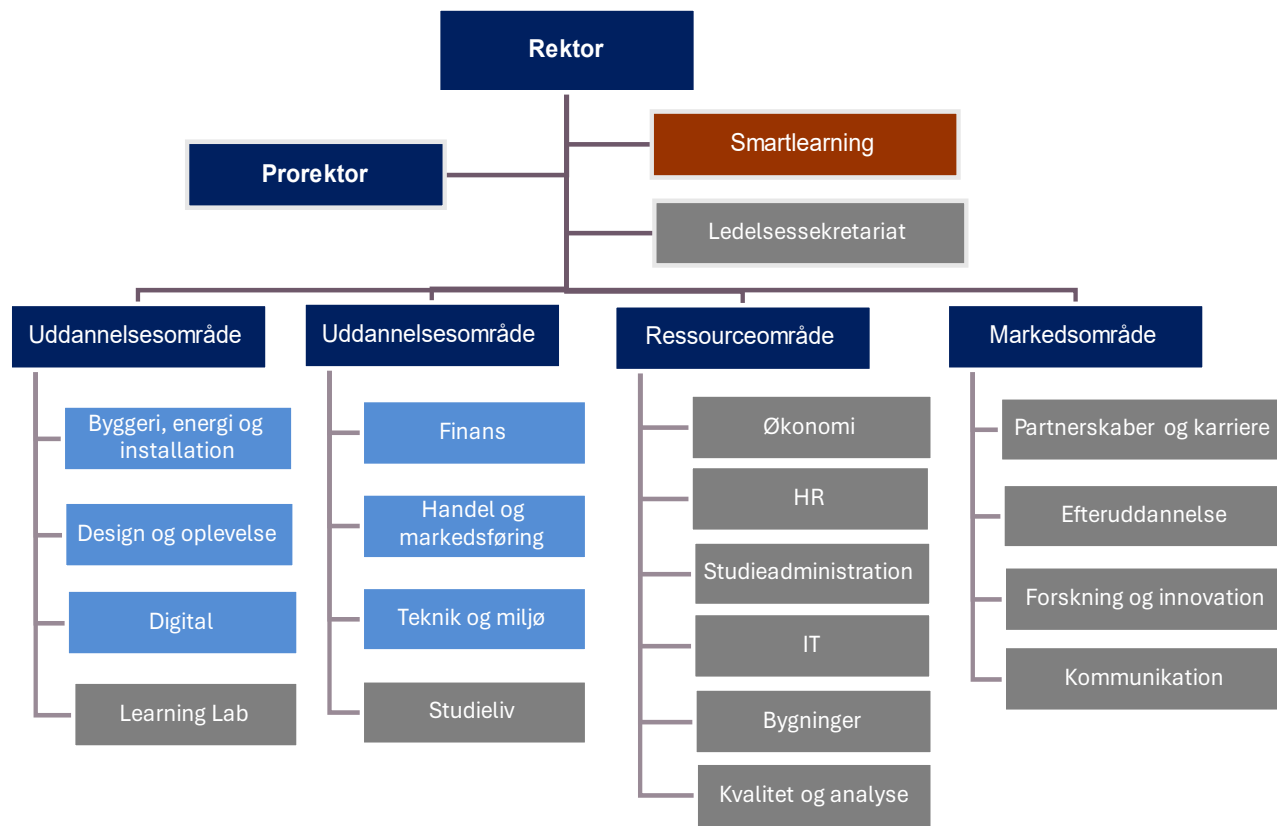 Rektor
Smartlearning
Prorektor
Ledelsessekretariat
Uddannelsesområde
Uddannelsesområde
Ressourceområde
Markedsområde
Byggeri, energi og
installation
Design og oplevelse
Digital
Learning Lab
Finans
Handel og
markedsføring
Teknik og miljø
Studieliv
Økonomi
HR
Studieadministration
IT
Bygninger
Kvalitet og analyse
Partnerskaber og karriere
Efteruddannelse
Forskning og innovation
Kommunikation